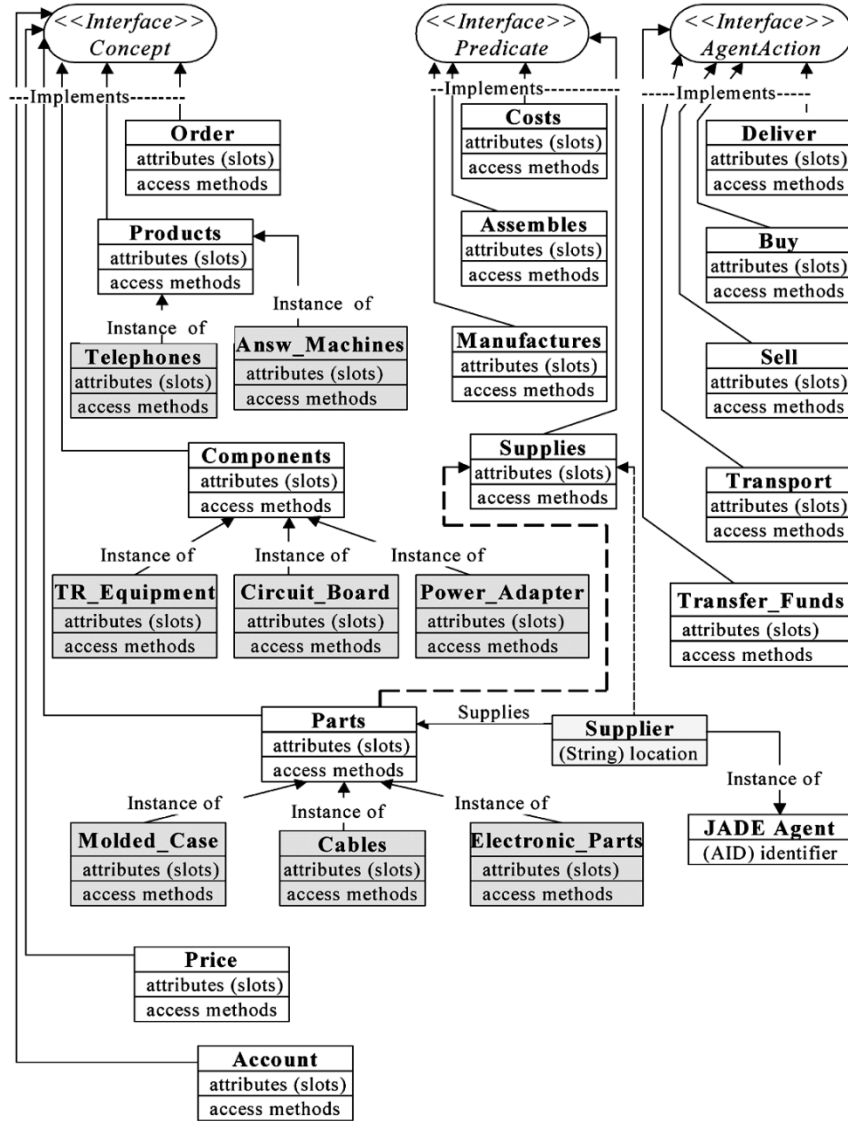 <<Interface>>
Concept
<<Interface>>
Predicate
<<Interface>>
AgentAction
---Implements------
--Implements---------
--Implements----
Order
attributes (slots)
access methods
Costs
attributes (slots)
access methods
Deliver
attributes (slots)
access methods
Products
attributes (slots)
access methods
Assembles
attributes (slots)
access methods
Buy
attributes (slots)
access methods
Instance of
Instance of
Telephones
attributes (slots)
access methods
Answ_Machines
attributes (slots)
access methods
Manufactures
attributes (slots)
access methods
Sell
attributes (slots)
access methods
Components
attributes (slots)
access methods
Supplies
attributes (slots)
access methods
Transport
attributes (slots)
access methods
Instance of
Instance of
Instance of
TR_Equipment
attributes (slots)
access methods
Circuit_Board
attributes (slots)
access methods
Power_Adapter
attributes (slots)
access methods
Transfer_Funds
attributes (slots)
access methods
Parts
attributes (slots)
access methods
Supplies
Supplier
(String) location
Instance of
Instance of
Instance of
Instance of
Molded_Case
attributes (slots)
access methods
Cables
attributes (slots)
access methods
Electronic_Parts
attributes (slots)
access methods
JADE Agent
(AID) identifier
Price
attributes (slots)
access methods
Account
attributes (slots)
access methods